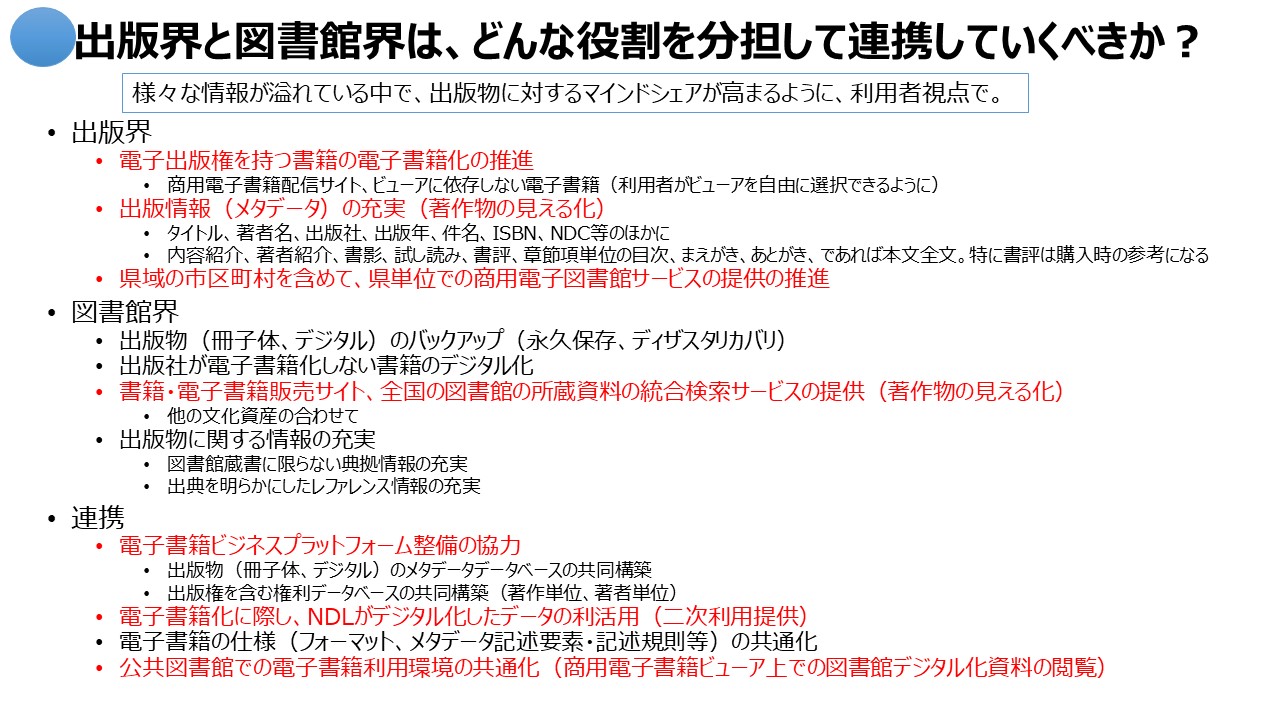 出版界と図書館界は、どんな役割を分担して連携していくべきか？
様々な情報が溢れている中で、出版物に対するマインドシェアが高まるように、利用者視点で。
• 出版界
• 電子出版権を持つ書籍の電子書籍化の推進
• 商用電子書籍配信サイト、ビューアに依存しない電子書籍（利用者がビューアを自由に選択できるように）
• 出版情報（メタデータ）の充実（著作物の見える化）
• タイトル、著者名、出版社、出版年、件名、ISBN、NDC等のほかに
• 内容紹介、著者紹介、書影、試し読み、書評、章節項単位の目次、まえがき、あとがき、であれば本文全文。特に書評は購入時の参考になる
• 県域の市区町村を含めて、県単位での商用電子図書館サービスの提供の推進
• 図書館界
• 出版物（冊子体、デジタル）のバックアップ（永久保存、ディザスタリカバリ）
• 出版社が電子書籍化しない書籍のデジタル化
• 書籍・電子書籍販売サイト、全国の図書館の所蔵資料の統合検索サービスの提供（著作物の見える化）
• 他の文化資産の合わせて
• 出版物に関する情報の充実
• 図書館蔵書に限らない典拠情報の充実
• 出典を明らかにしたレファレンス情報の充実
• 連携
• 電子書籍ビジネスプラットフォーム整備の協力
• 出版物（冊子体、デジタル）のメタデータデータベースの共同構築
• 出版権を含む権利データベースの共同構築（著作単位、著者単位）
• 電子書籍化に際し、NDLがデジタル化したデータの利活用（二次利用提供）
• 電子書籍の仕様（フォーマット、メタデータ記述要素・記述規則等）の共通化
• 公共図書館での電子書籍利用環境の共通化（商用電子書籍ビューア上での図書館デジタル化資料の閲覧）